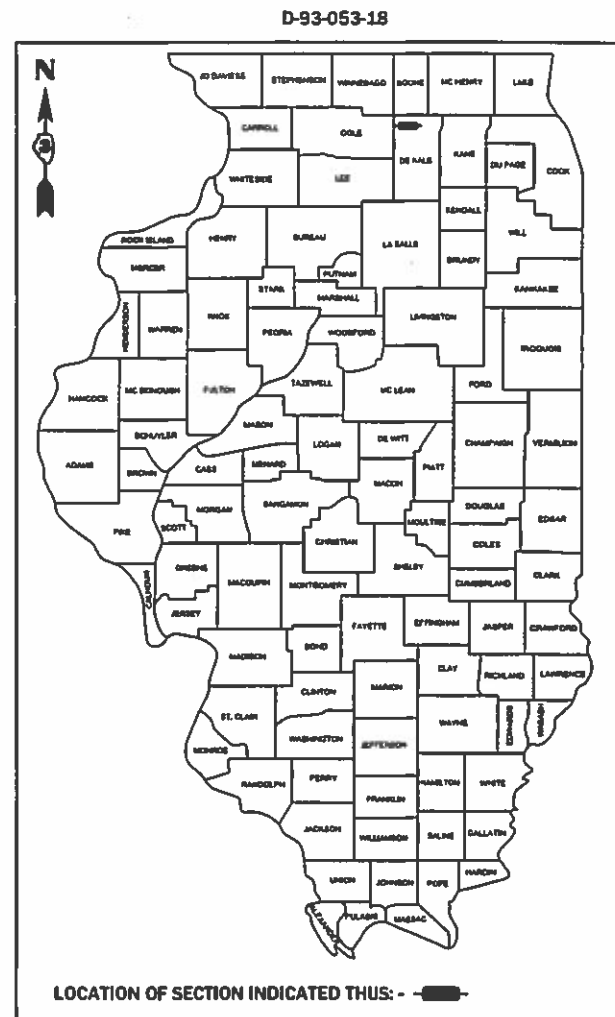 D-93-053-18
N
3
JO DAVIESS STEPHENSON WINNEBAGO BOONE MC HENRY LAKE
CARROLL OGLE
DE KALB KANE DU PAGE COOK
WHITESIDE LEE
KENDALL
ROCK ISLAND HENRY BUREAU LA SALLE WILL
MERCER PUTNAM GRUNDY
STARK MARSHALL KANKAKEE
HENDERSON WARREN KNOX PEORIA WOODFORD LIVINGSTON IROQUOIS
HANCOCK MC DONOUGH FULTON TAZEWELL MC LEAN FORD
MASON
SCHUYLER LOGAN DE WITT CHAMPAIGN VERMILION
ADAMS BROWN CASS MENARD PIATT
MACON
MORGAN SANGAMON DOUGLAS
PIKE SCOTT MOULTRIE EDGAR
CHRISTIAN COLES
GREENE SHELBY
CALHOUN MACOUPIN MONTGOMERY CUMBERLAND CLARK
JERSEY
FAYETTE EFFINGHAM JASPER CRAWFORD
MADISON BOND
CLAY RICHLAND LAWRENCE
CLINTON MARION
ST. CLAIR WAYNE EDWARDS WABASH
WASHINGTON JEFFERSON
MONROE
RANDOLPH PERRY HAMILTON WHITE
FRANKLIN
JACKSON WILLIAMSON SALINE GALLATIN
UNION JOHNSON POPE HARDIN
ALEXANDER PULASKI MASSAC
LOCATION OF SECTION INDICATED THUS: -